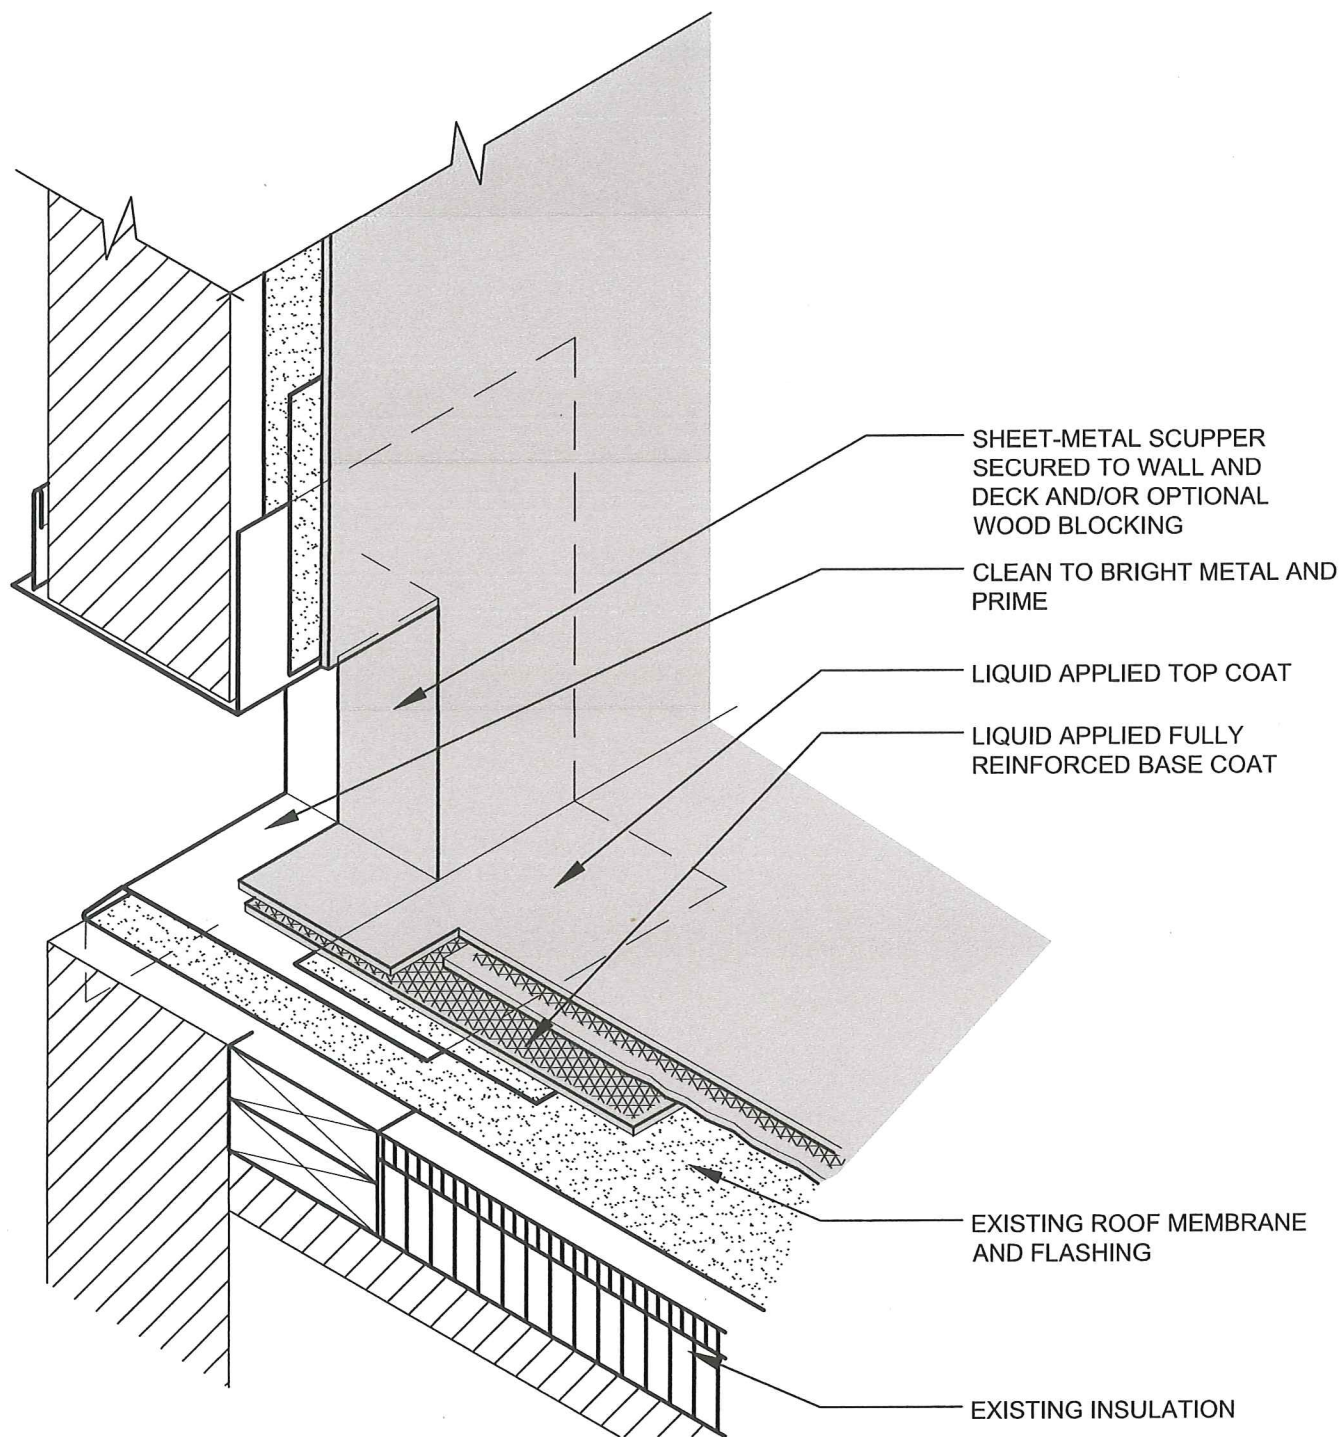 SHEET-METAL SCUPPER
SECURED TO WALL AND
DECK AND/OR OPTIONAL
WOOD BLOCKING
CLEAN TO BRIGHT METAL AND
PRIME
LIQUID APPLIED TOP COAT
LIQUID APPLIED FULLY
REINFORCED BASE COAT
EXISTING ROOF MEMBRANE
AND FLASHING
EXISTING INSULATION